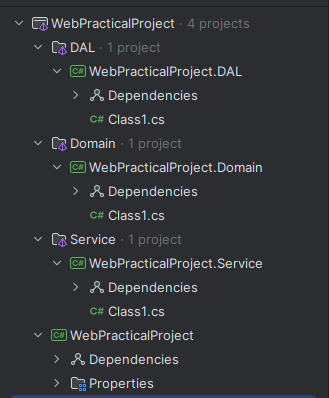 WebPracticalProject · 4 projects
DAL · 1 project
C# WebPracticalProject.DAL
Dependencies
C# Class1.cs
Domain · 1 project
C# WebPracticalProject.Domain
Dependencies
C# Class1.cs
Service · 1 project
C# WebPracticalProject.Service
Dependencies
C# Class1.cs
C# WebPracticalProject
Dependencies
Properties